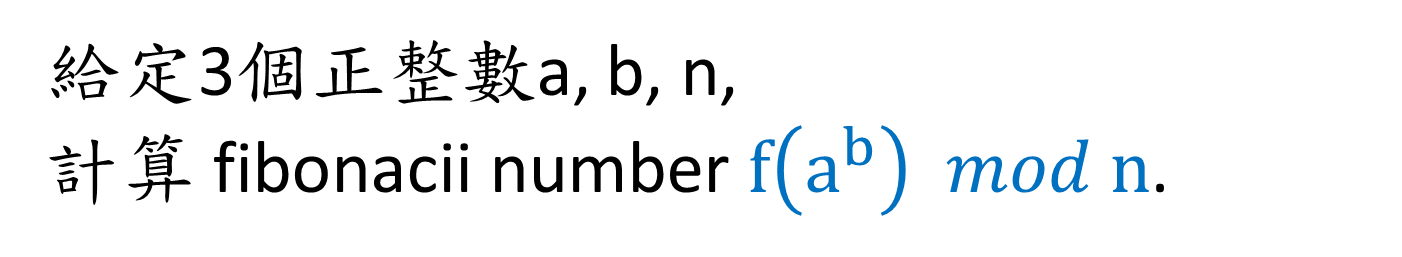 給定3個正整數a, b, n,
計算 fibonacii number f(a^b) mod n.